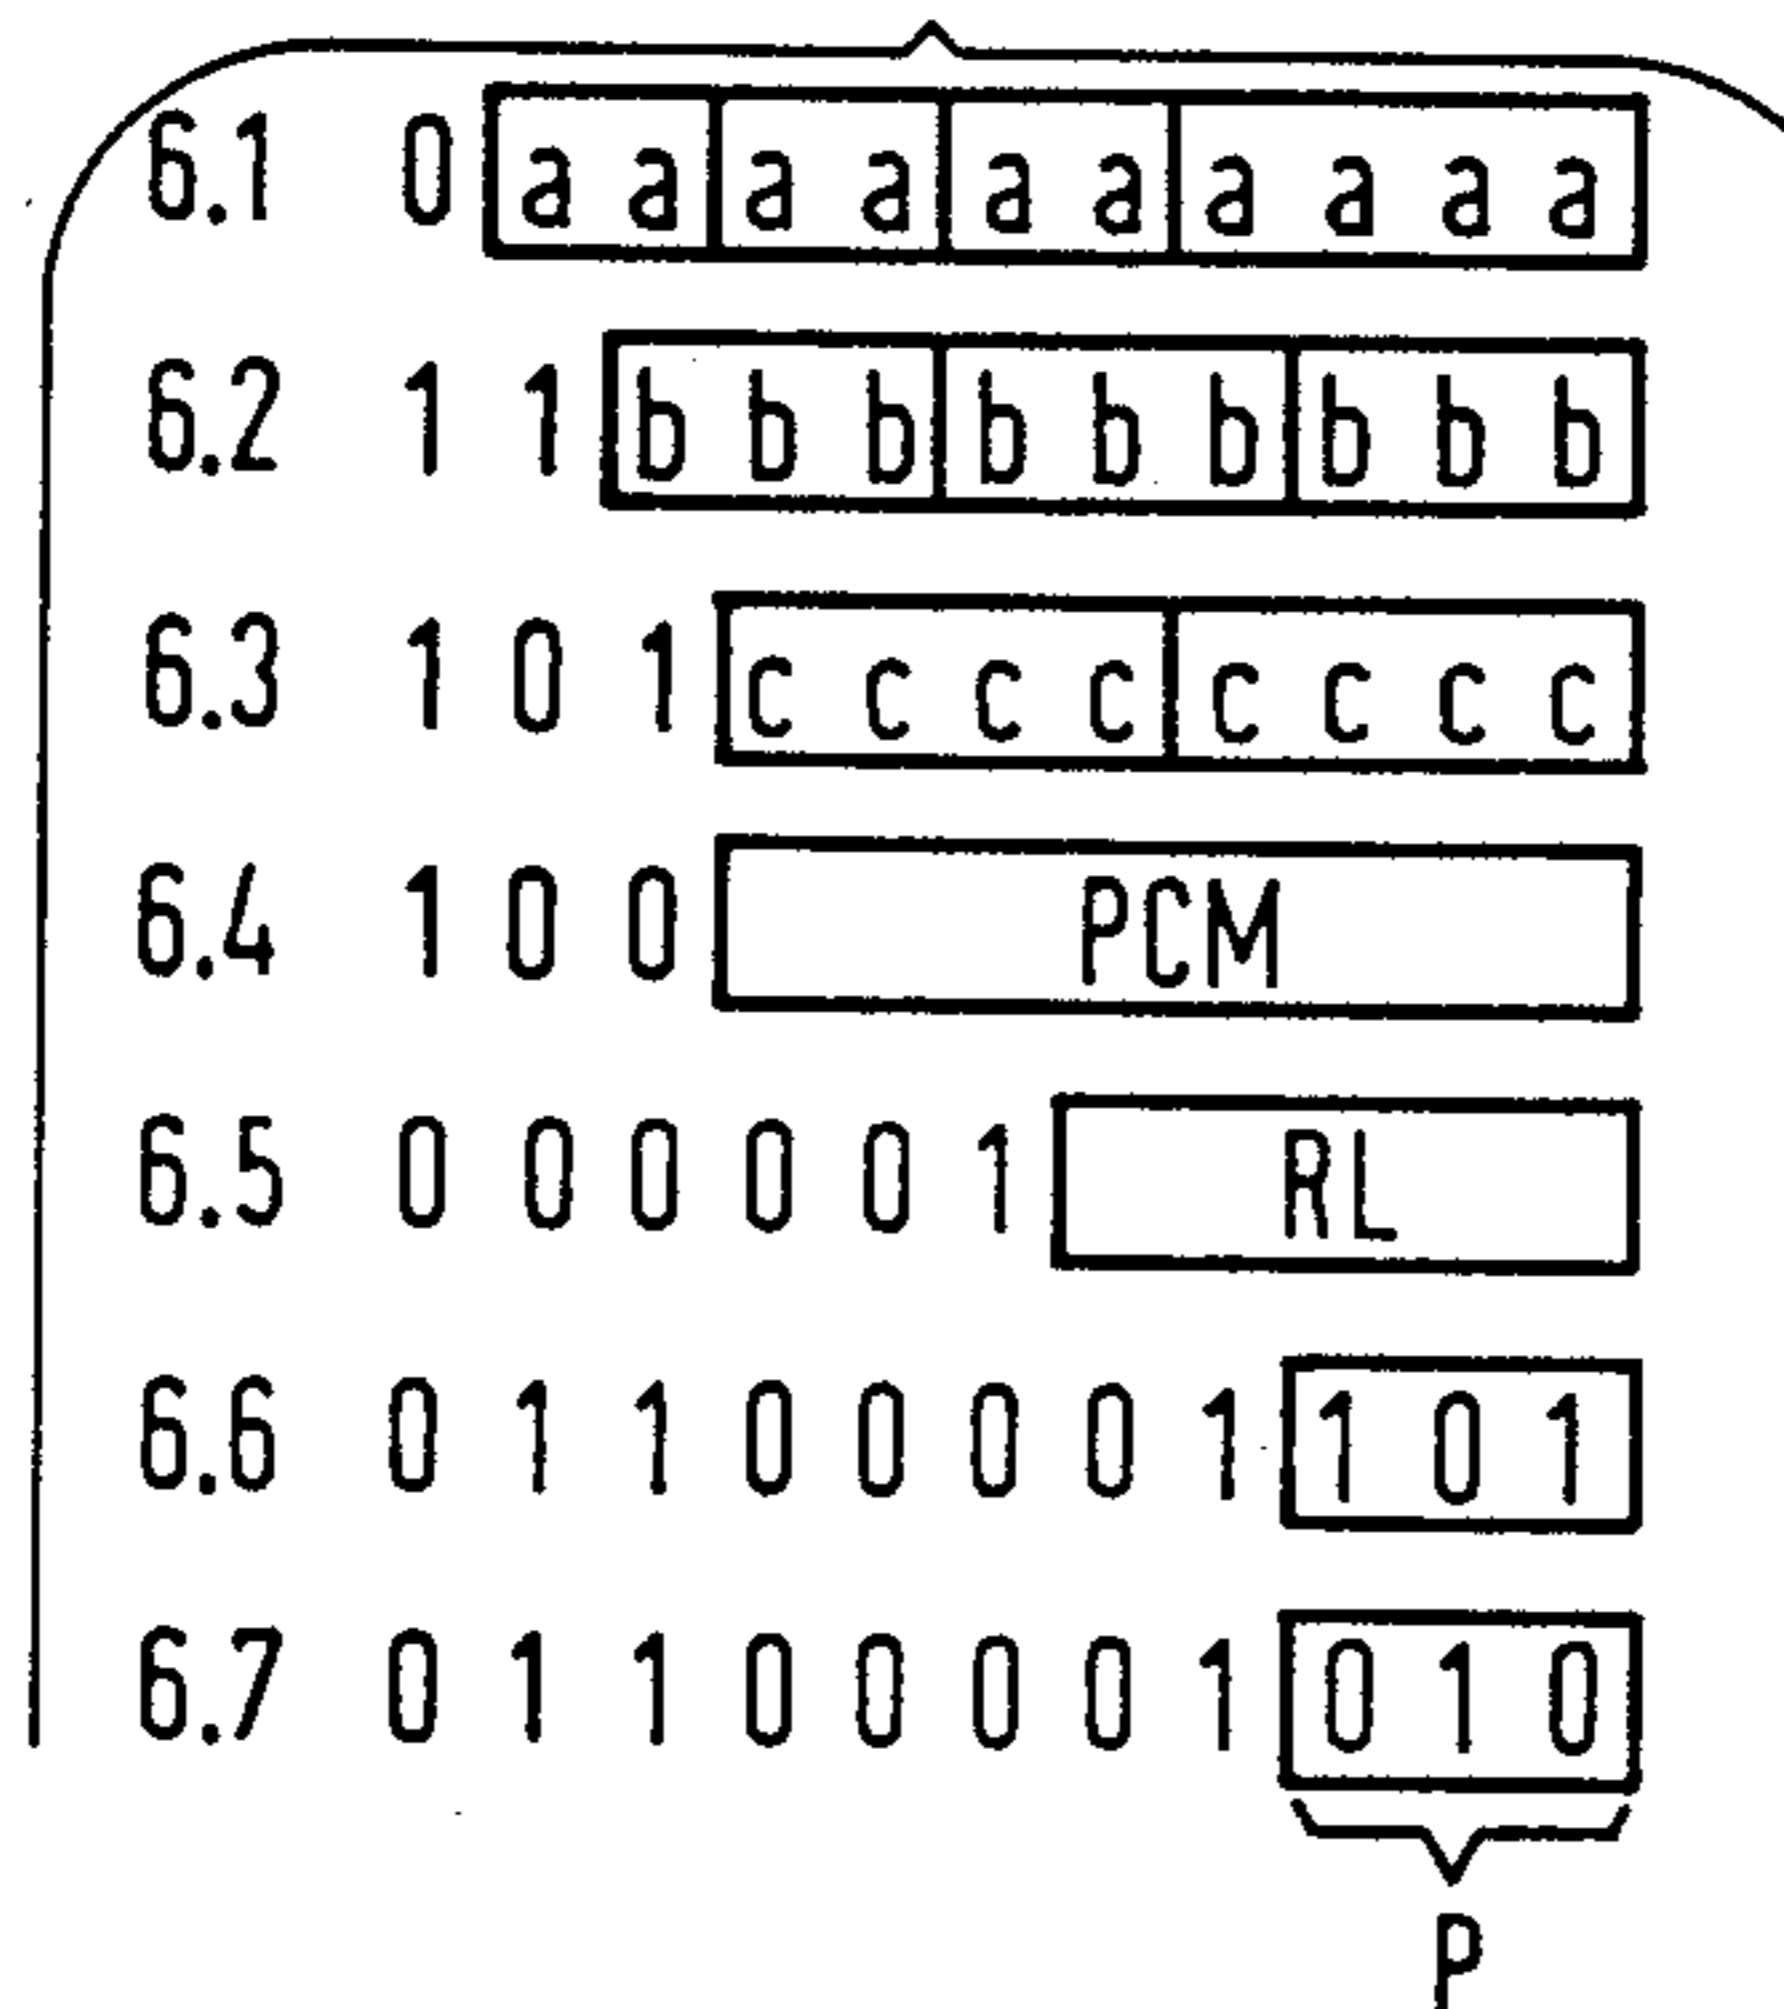 6.1 0 a a a a a a a a a a
6.2 1 1 b b b b b b b b b
6.3 1 0 1 c c c c c c c c
6.4 1 0 0 PCM
6.5 0 0 0 0 0 1 RL
6.6 0 1 1 0 0 0 0 1 1 0 1
6.7 0 1 1 0 0 0 0 1 0 1 0
P